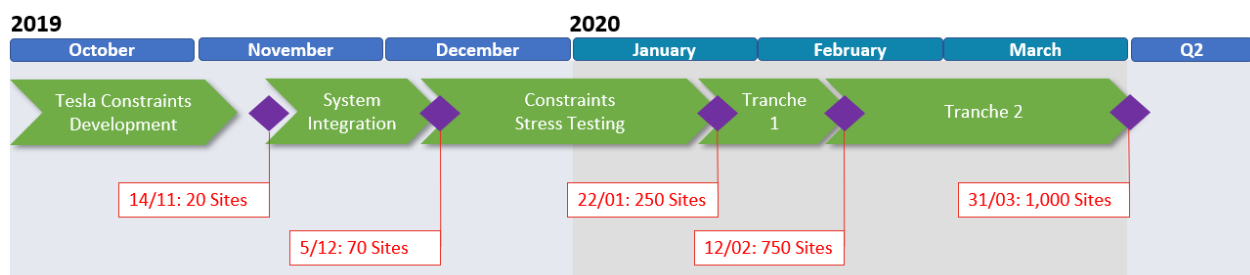 2019
2020
October
November
December
January
February
March
Q2
Tesla Constraints
Development
System
Integration
Constraints
Stress Testing
Tranche
1
Tranche 2
14/11: 20 Sites
5/12: 70 Sites
22/01: 250 Sites
12/02: 750 Sites
31/03: 1,000 Sites